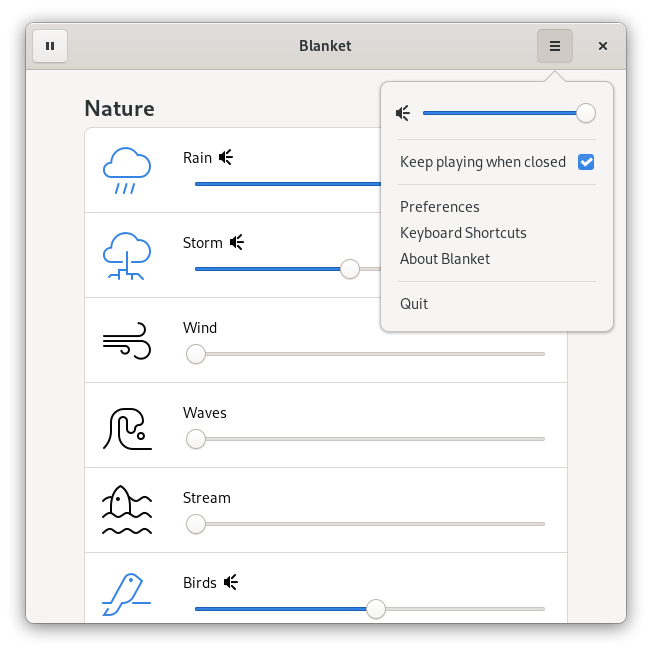 Blanket
Nature
Rain
Storm
Wind
Waves
Stream
Birds
Keep playing when closed
Preferences
Keyboard Shortcuts
About Blanket
Quit